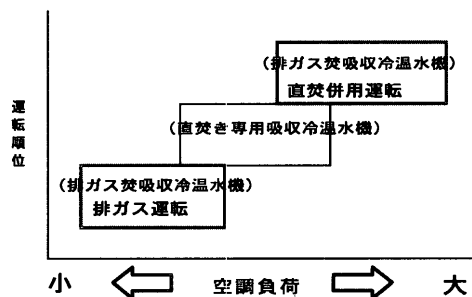 (排ガス焚吸収冷温水機)
直焚併用運転
運転順位
(直焚き専用吸収冷温水機)
(排ガス焚吸収冷温水機)
排ガス運転
小 空調負荷 大